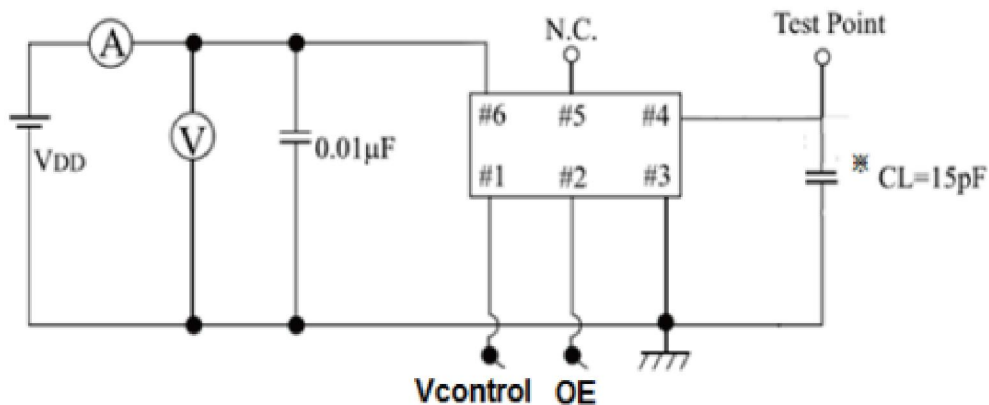 A
N.C.
Test Point
#6 #5 #4
V
0.01µF
VDD
#1 #2 #3
※ CL=15pF
Vcontrol OE